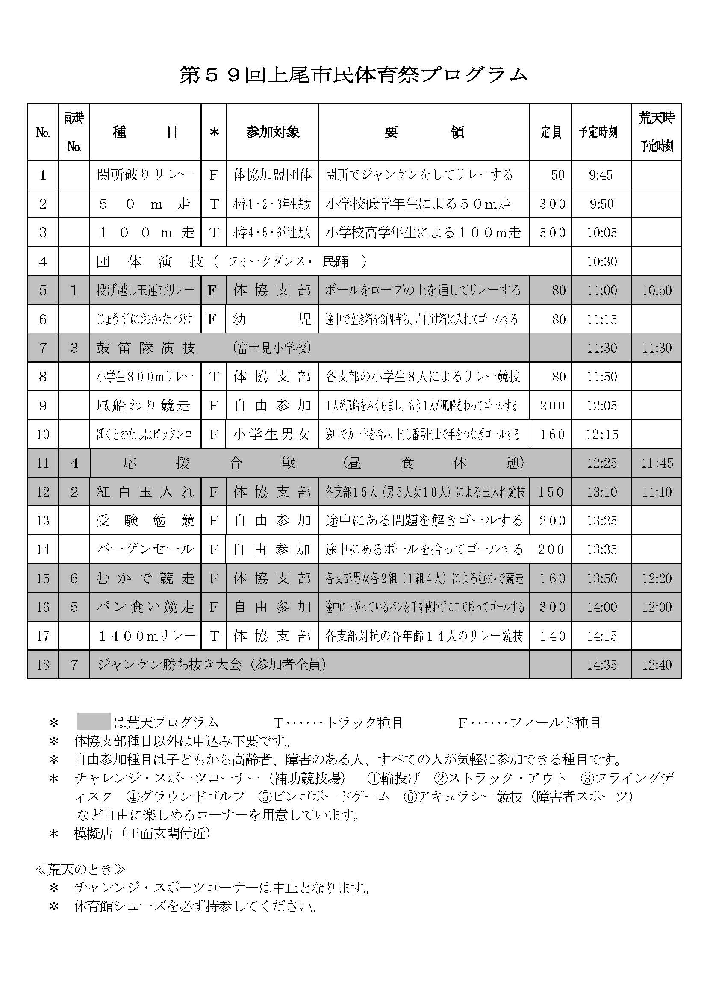 第５９回上尾市民体育祭プログラム
No. 雨天時No. 種目 ＊ 参加対象 要領 定員 予定時刻 荒天時予定時刻
1 関所破りリレー F 体協加盟団体 関所でジャンケンをしてリレーする 50 9:45
2 ５０ｍ走 T 小学1・2・3年生男女 小学校低学年生による５０ｍ走 300 9:50
3 １００ｍ走 T 小学4・5・6年生男女 小学校高学年生による１００ｍ走 500 10:05
4 団体演技（フォークダンス・民踊） 10:30
5 1 投げ越し玉運びリレー F 体協支部 ボールをロープの上を通してリレーする 80 11:00 10:50
6 じょうずにおかたづけ F 幼児 途中で空き箱を3個持ち、片付け箱に入れてゴールする 80 11:15
7 3 鼓笛隊演技 （富士見小学校） 11:30 11:30
8 小学生８００ｍリレー T 体協支部 各支部の小学生８人によるリレー競技 80 11:50
9 風船わり競走 F 自由参加 1人が風船をふくらまし、もう1人が風船をわってゴールする 200 12:05
10 ぼくとわたしはピッタンコ F 小学生男女 途中でカードを拾い、同じ番号同士で手をつなぎゴールする 160 12:15
11 4 応援合戦 （昼食休憩） 12:25 11:45
12 2 紅白玉入れ F 体協支部 各支部１５人（男５人女１０人）による玉入れ競技 150 13:10 11:10
13 受験勉競 F 自由参加 途中にある問題を解きゴールする 200 13:25
14 バーゲンセール F 自由参加 途中にあるボールを拾ってゴールする 200 13:35
15 6 むかで競走 F 体協支部 各支部男女各２組（１組４人）によるむかで競走 160 13:50 12:20
16 5 パン食い競走 F 自由参加 途中に下がっているパンを手を使わずに口で取ってゴールする 300 14:00 12:00
17 １４００ｍリレー T 体協支部 各支部対抗の各年齢１４人のリレー競技 140 14:15
18 7 ジャンケン勝ち抜き大会（参加者全員） 14:35 12:40
＊ は荒天プログラム Ｔ‥‥‥トラック種目 Ｆ‥‥‥フィールド種目
＊ 体協支部種目以外は申込み不要です。
＊ 自由参加種目は子どもから高齢者、障害のある人、すべての人が気軽に参加できる種目です。
＊ チャレンジ・スポーツコーナー（補助競技場） ①輪投げ ②ストラック・アウト ③フライングデ
ィスク ④グラウンドゴルフ ⑤ビンゴボードゲーム ⑥アキュラシー競技（障害者スポーツ）
など自由に楽しめるコーナーを用意しています。
＊ 模擬店（正面玄関付近）
≪荒天のとき≫
＊ チャレンジ・スポーツコーナーは中止となります。
＊ 体育館シューズを必ず持参してください。